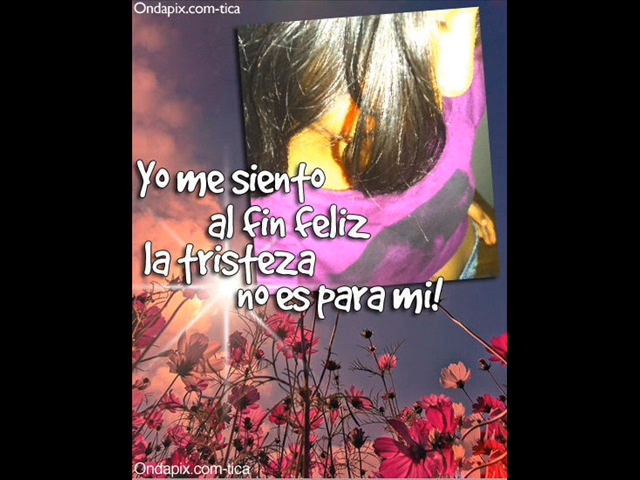 Ondapix.com-tica
Yo me siento
al fin feliz
la tristeza
no es para mi!
Ondapix.com-tica